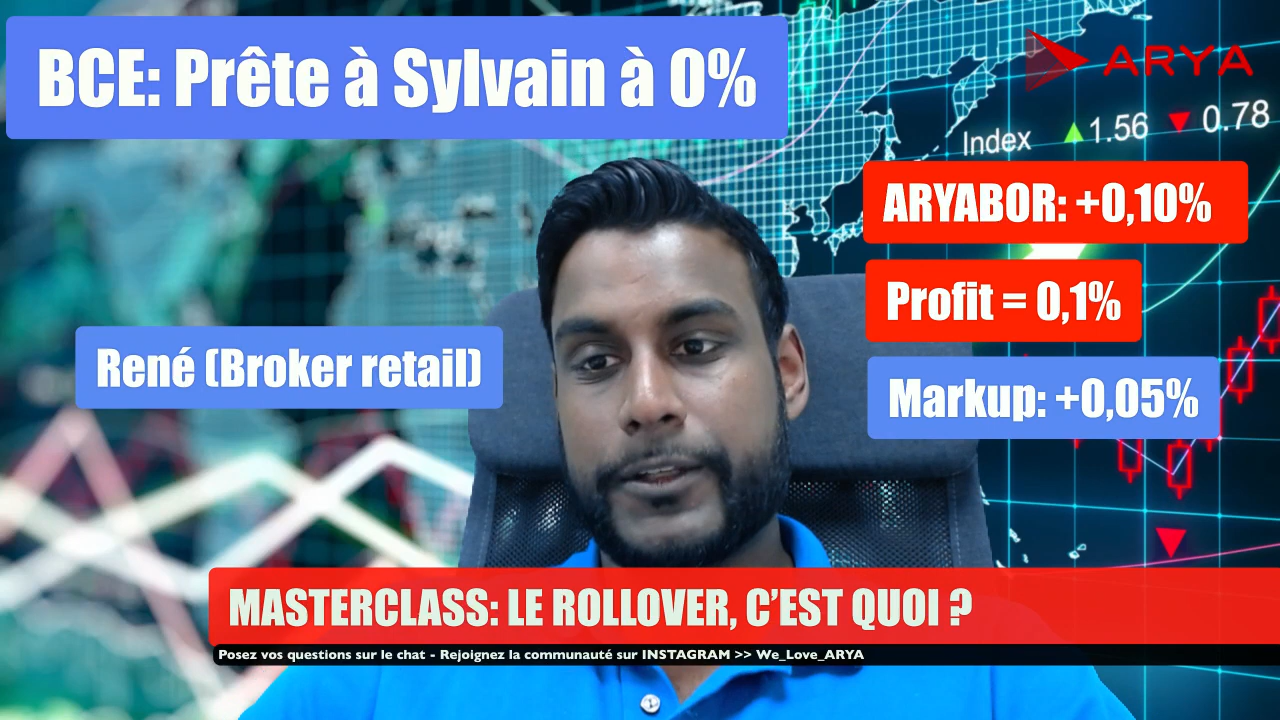 BCE: Prête à Sylvain à 0%
ARYA
Index ▲1.56 ▼0.78
ARYABOR: +0,10%
Profit = 0,1%
René (Broker retail)
Markup: +0,05%
MASTERCLASS: LE ROLLOVER, C’EST QUOI ?
Posez vos questions sur le chat - Rejoignez la communauté sur INSTAGRAM >> We_Love_ARYA